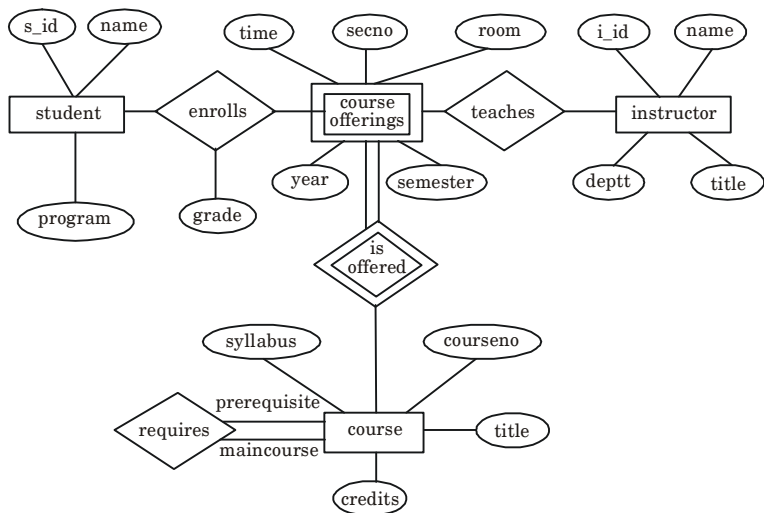 s_id
name
time
secno
room
i_id
name
student
enrolls
course
offerings
teaches
instructor
year
semester
deptt
title
program
grade
is
offered
syllabus
courseno
prerequisite
requires
course
title
maincourse
credits